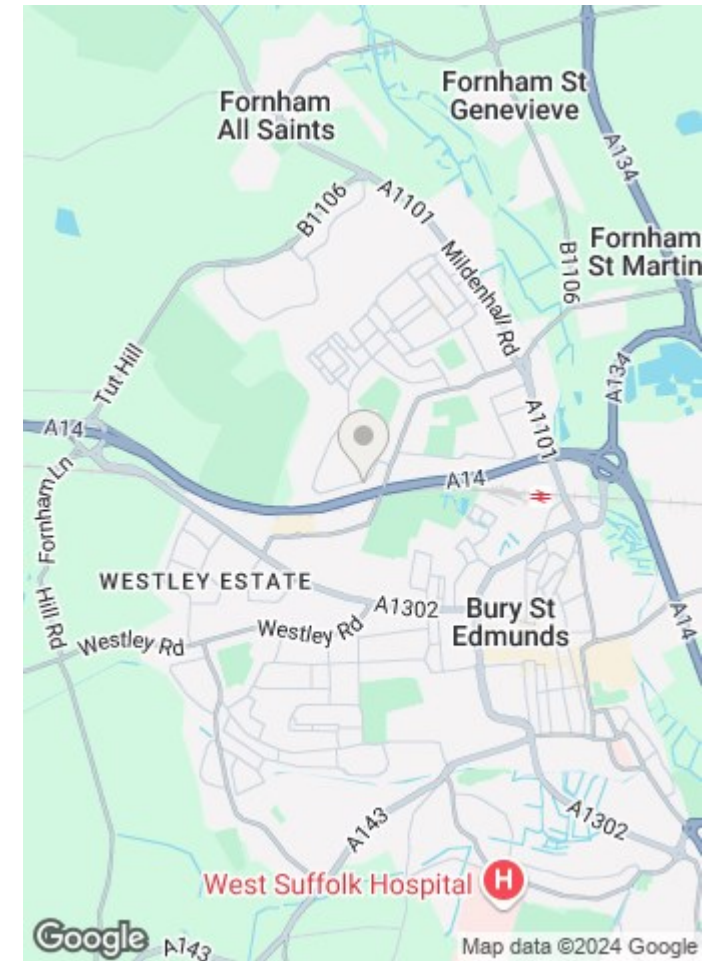 Fornham
All Saints
Fornham St
Genevieve
A134
B1106
A1101
Fornham
St Martin
B1106
Mildenhall Rd
Tut Hill
A134
A14
A1101
Fornham Ln
A14
WESTLEY ESTATE
Hill Rd
A1302
Bury St
Edmunds
A14
Westley Rd
Westley Rd
A143
A1302
West Suffolk Hospital
H
Google
A143
Map data ©2024 Google